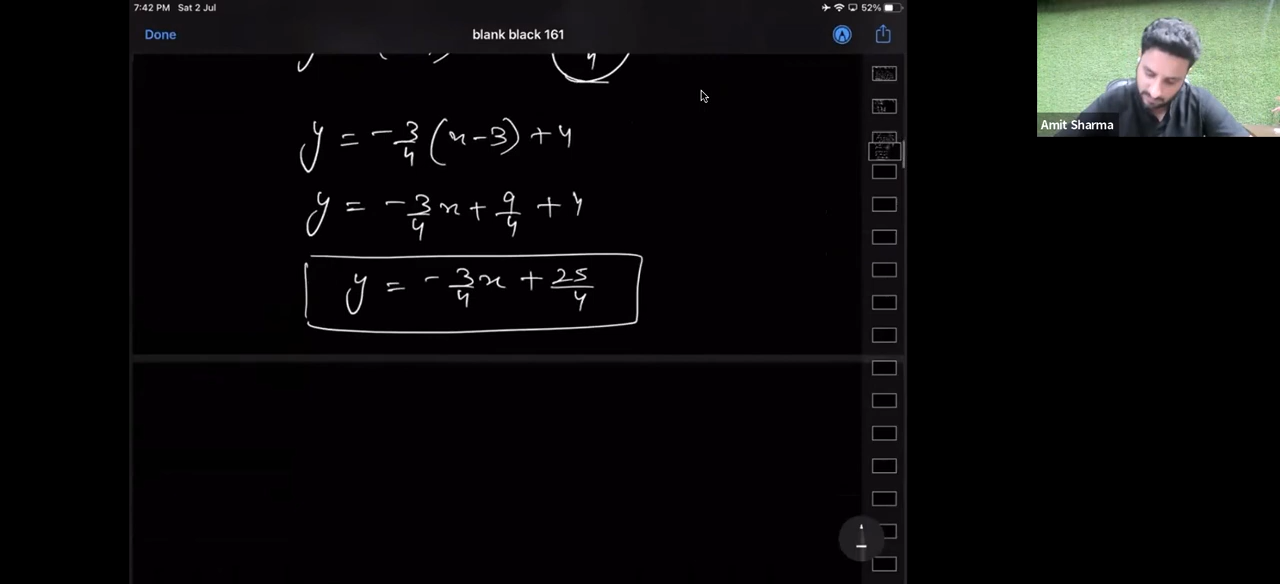 7:42 PM Sat 2 Jul
52%
Done
blank black 161
y = -3/4 (x-3) + 4
y = -3/4 x + 9/4 + 4
y = -3/4 x + 25/4
Amit Sharma